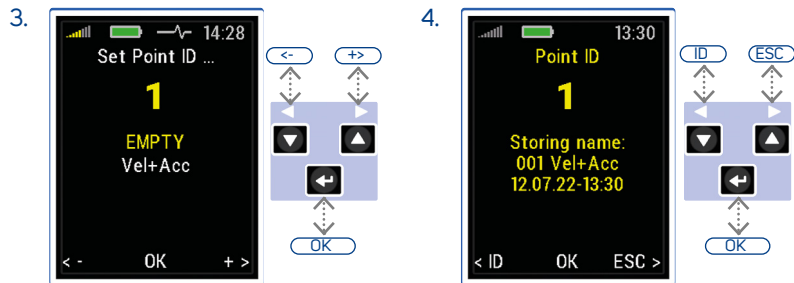 3.
14:28
Set Point ID ...
1
EMPTY
Vel+Acc
< - OK + >
<- +>
OK
4.
13:30
Point ID
1
Storing name:
001 Vel+Acc
12.07.22-13:30
< ID OK ESC >
ID ESC
OK